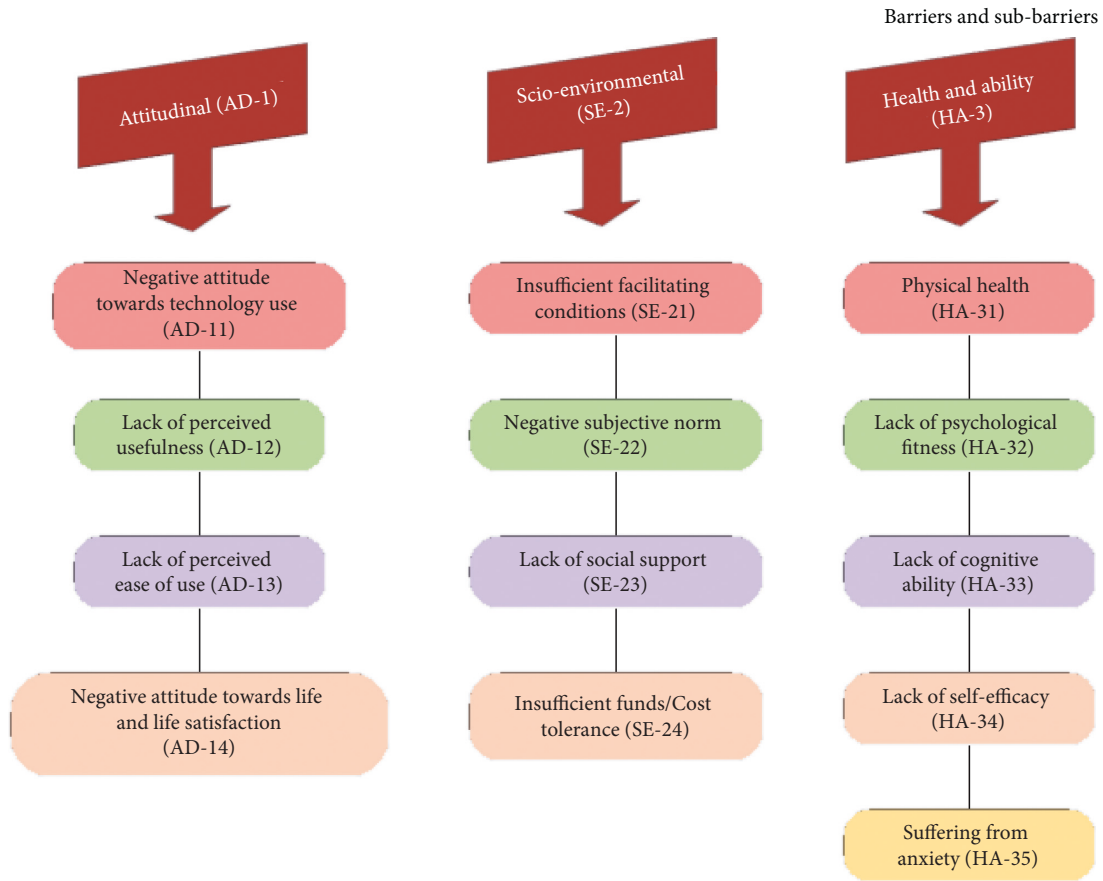 Barriers and sub-barriers
Attitudinal (AD-1)
Negative attitude
towards technology use
(AD-11)
Lack of perceived
usefulness (AD-12)
Lack of perceived
ease of use (AD-13)
Negative attitude towards life
and life satisfaction
(AD-14)
Scio-environmental
(SE-2)
Insufficient facilitating
conditions (SE-21)
Negative subjective norm
(SE-22)
Lack of social support
(SE-23)
Insufficient funds/Cost
tolerance (SE-24)
Health and ability
(HA-3)
Physical health
(HA-31)
Lack of psychological
fitness (HA-32)
Lack of cognitive
ability (HA-33)
Lack of self-efficacy
(HA-34)
Suffering from
anxiety (HA-35)